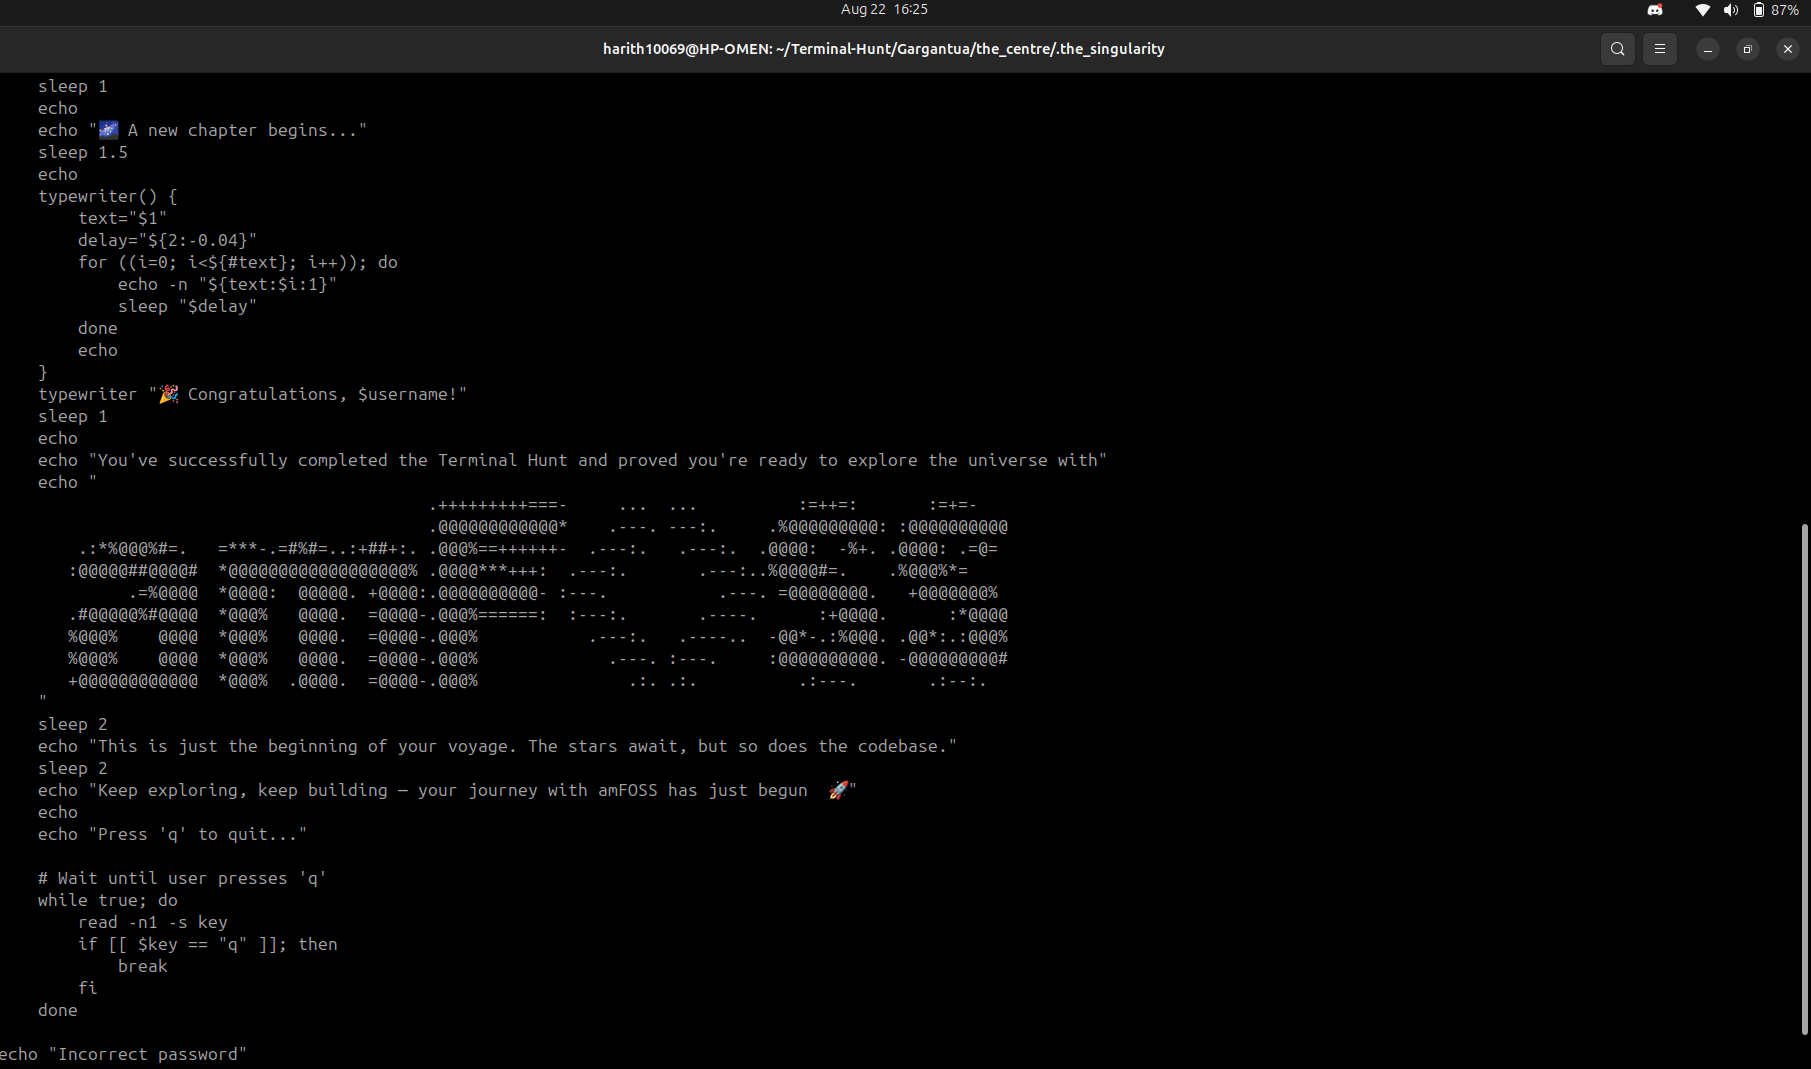 Aug 22 16:25
87%
harith10069@HP-OMEN: ~/Terminal-Hunt/Gargantua/the_centre/.the_singularity
    sleep 1
    echo
    echo "🌌 A new chapter begins..."
    sleep 1.5
    echo
    typewriter() {
        text="$1"
        delay="${2:-0.04}"
        for ((i=0; i<${#text}; i++)); do
            echo -n "${text:$i:1}"
            sleep "$delay"
        done
        echo
    }
    typewriter "🎉 Congratulations, $username!"
    sleep 1
    echo
    echo "You've successfully completed the Terminal Hunt and proved you're ready to explore the universe with"
    echo "
                                           .+++++++++===-     ...  ...          :=++=:       :=+=-
                                           .@@@@@@@@@@@@*    .---. ---:.     .%@@@@@@@@@: :@@@@@@@@@@
        .:*%@@@%#=.   =***-.=#%#=..:+##+:. .@@@%==++++++-  .---:.   .----:.  .@@@@:  -%+. .@@@@: .=@=
       :@@@@@##@@@@#  *@@@@@@@@@@@@@@@@@@% .@@@@***+++:  .---:.       .---:..%@@@@#=.    .%@@@%*=
             .=%@@@@  *@@@@:  @@@@@. +@@@@:.@@@@@@@@@@- :---.           .---. =@@@@@@@@.   +@@@@@@@%
       .#@@@@@%#@@@@  *@@@%   @@@@.  =@@@@-.@@@%======:  :---:.       .----.      :+@@@@.      :*@@@@
       %@@@%    @@@@  *@@@%   @@@@.  =@@@@-.@@@%           .---:.   .----..  -@@*-.:%@@@. .@@*:.:@@@%
       %@@@%    @@@@  *@@@%   @@@@.  =@@@@-.@@@%             .---. :---.     :@@@@@@@@@@. -@@@@@@@@@#
       +@@@@@@@@@@@@  *@@@%  .@@@@.  =@@@@-.@@@%               .:. .:.          .:---.       .:--:.
    "
    sleep 2
    echo "This is just the beginning of your voyage. The stars await, but so does the codebase."
    sleep 2
    echo "Keep exploring, keep building — your journey with amFOSS has just begun  🚀"
    echo
    echo "Press 'q' to quit..."

    # Wait until user presses 'q'
    while true; do
        read -n1 -s key
        if [[ $key == "q" ]]; then
            break
        fi
    done

echo "Incorrect password"